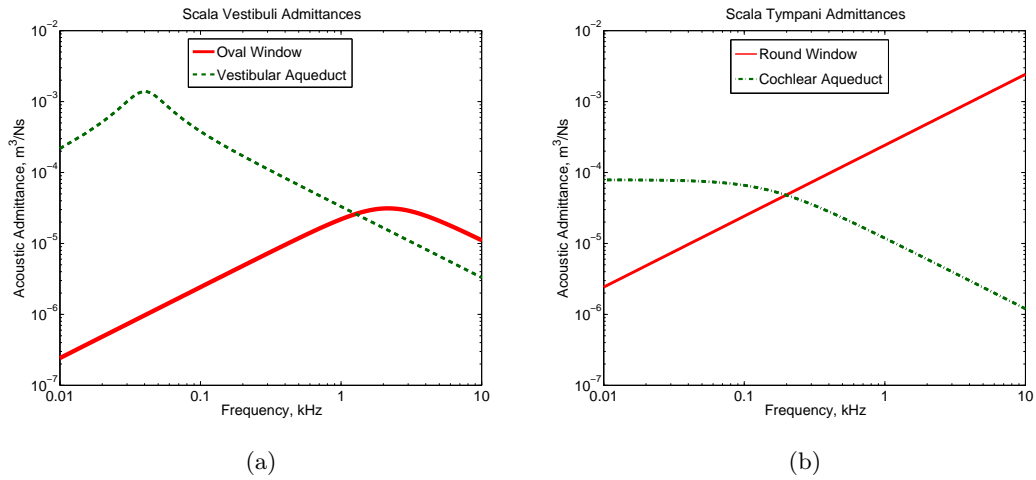 Scala Vestibuli Admittances
Oval Window
Vestibular Aqueduct
Acoustic Admittance, m³/Ns
10⁻²
10⁻³
10⁻⁴
10⁻⁵
10⁻⁶
10⁻⁷
0.01 0.1 1 10
Frequency, kHz
(a)
Scala Tympani Admittances
Round Window
Cochlear Aqueduct
Acoustic Admittance, m³/Ns
10⁻²
10⁻³
10⁻⁴
10⁻⁵
10⁻⁶
10⁻⁷
0.01 0.1 1 10
Frequency, kHz
(b)